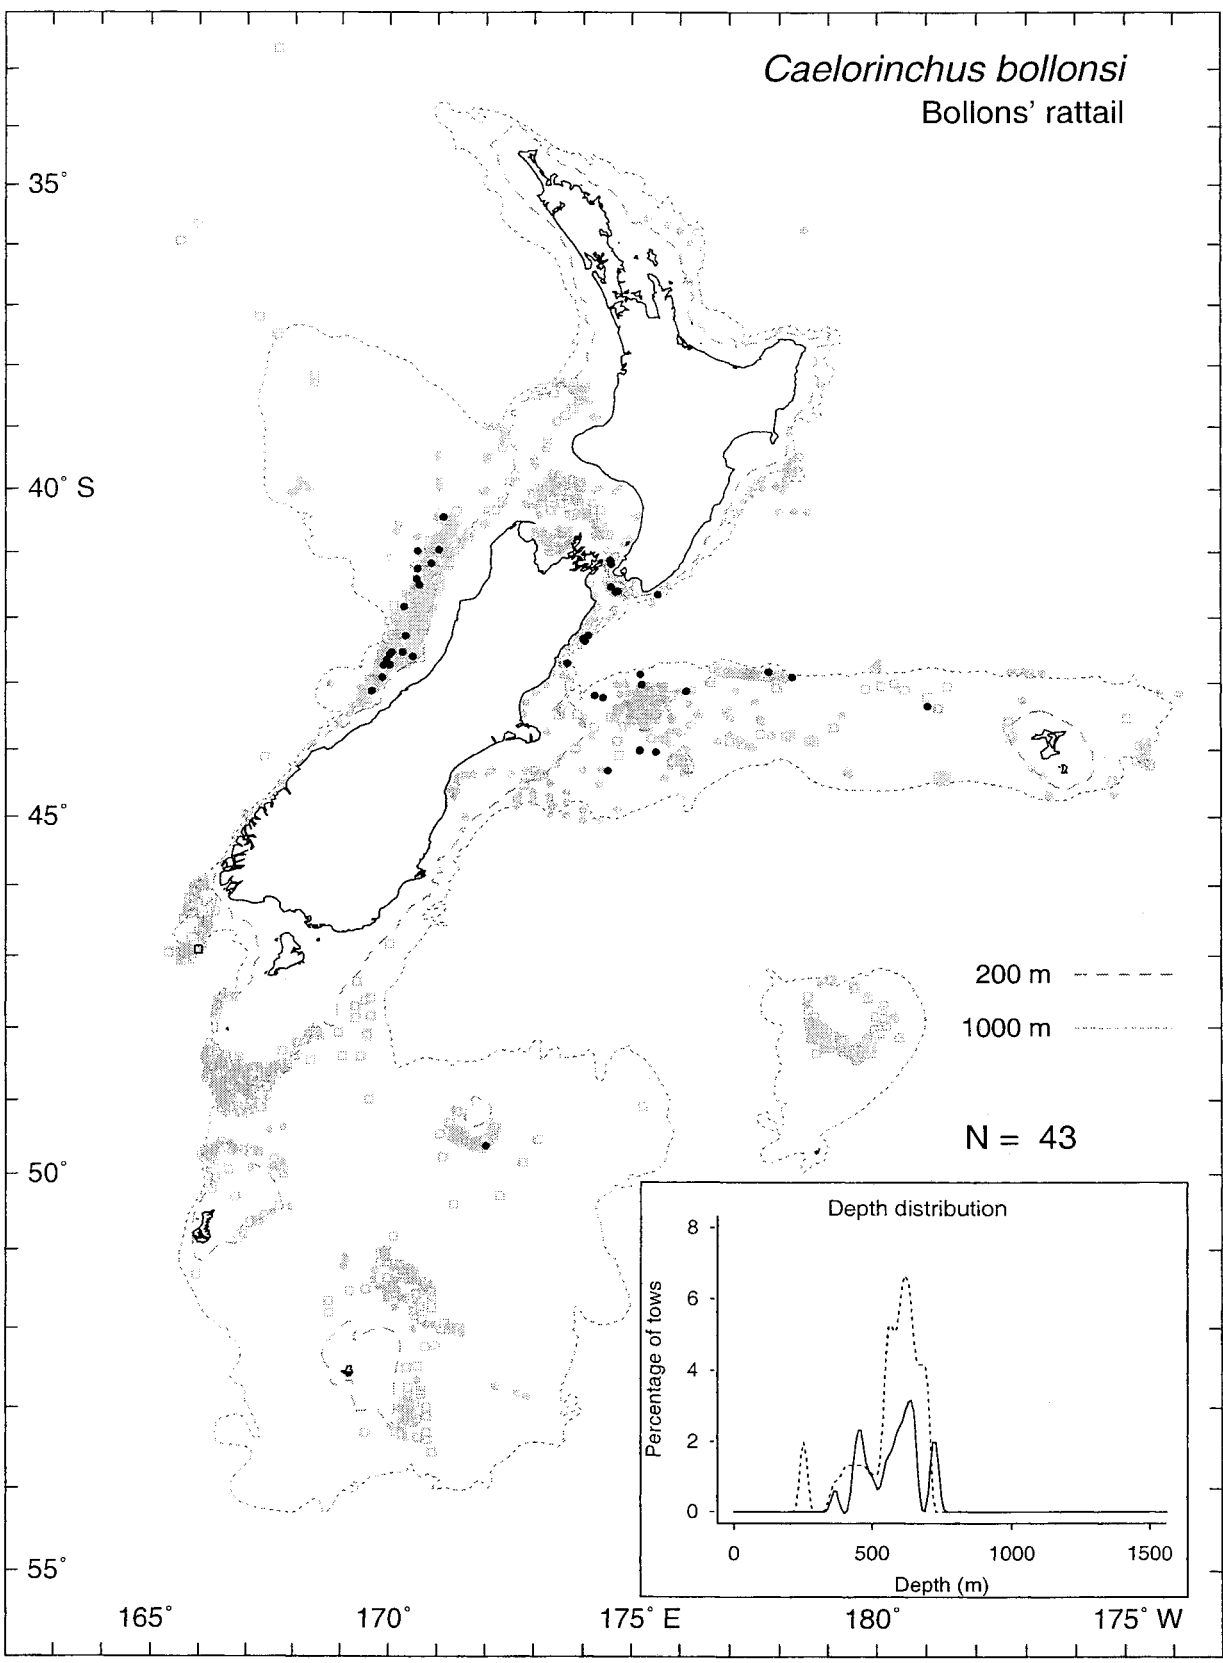 Caelorinchus bollonsi
Bollons’ rattail
35°
40° S
45°
50°
55°
165°
170°
175° E
180°
175° W
200 m
1000 m
N = 43
Depth distribution
Percentage of tows
8
6
4
2
0
0
500
1000
1500
Depth (m)